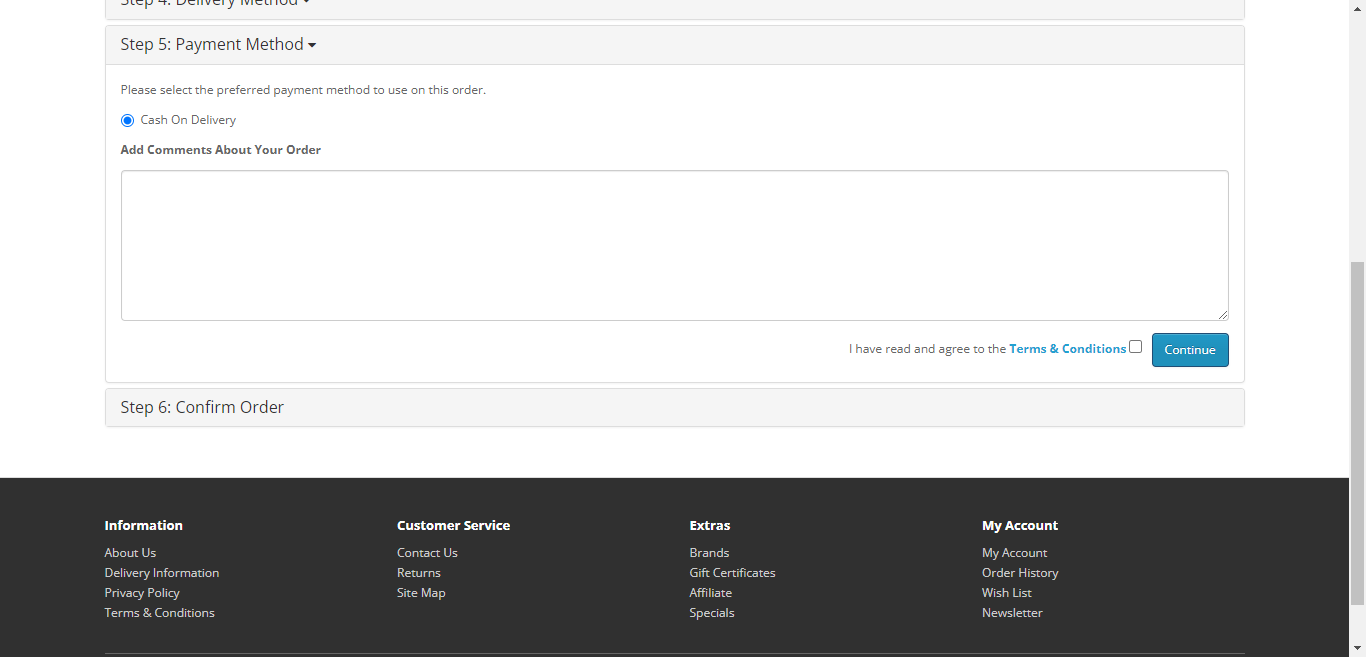 Step 4: Delivery Method
Step 5: Payment Method
Please select the preferred payment method to use on this order.
Cash On Delivery
Add Comments About Your Order
I have read and agree to the Terms & Conditions Continue
Step 6: Confirm Order
Information Customer Service Extras My Account
About Us Contact Us Brands My Account
Delivery Information Returns Gift Certificates Order History
Privacy Policy Site Map Affiliate Wish List
Terms & Conditions Specials Newsletter